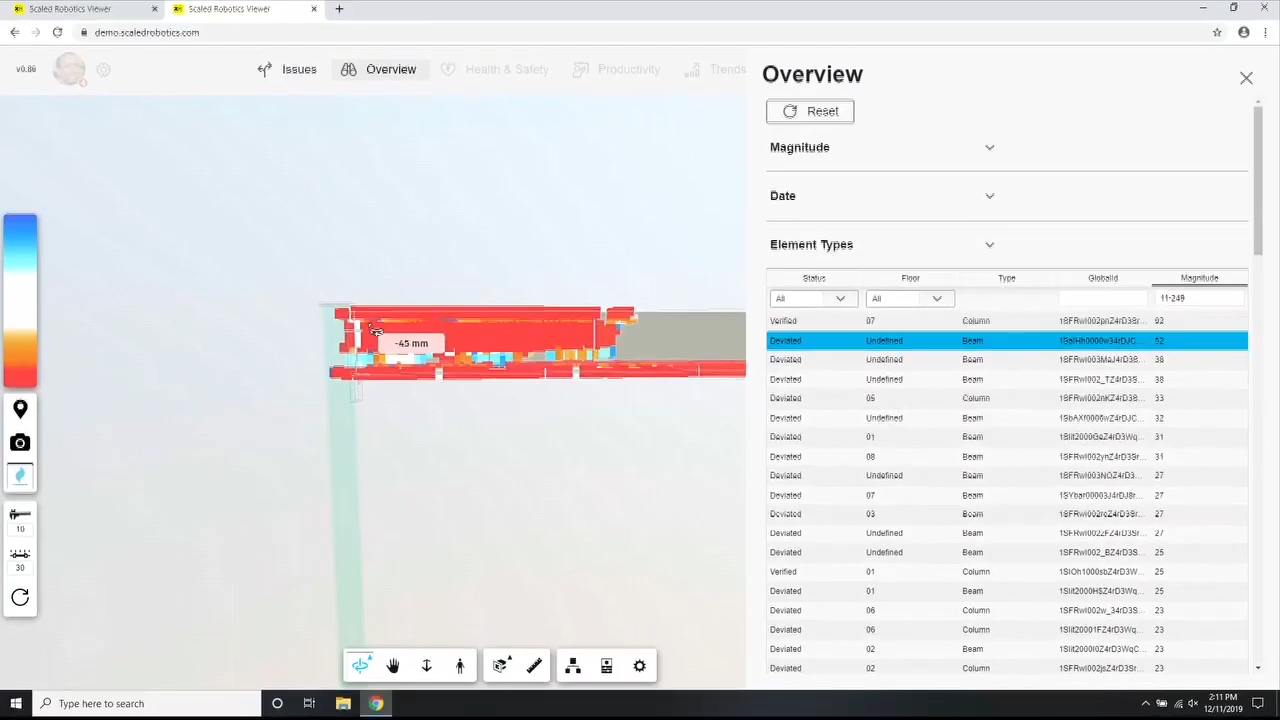 Scaled Robotics Viewer
Scaled Robotics Viewer
demo.scaledrobotics.com
v0.86
Issues
Overview
Health & Safety
Productivity
Trends
Overview
Reset
Magnitude
Date
Element Types
Status Floor Type GlobalId Magnitude
All All 11-249
Verified 07 Column 92
Deviated Undefined Beam 52
Deviated Undefined Beam 38
Deviated Undefined Beam 38
Deviated 05 Column 33
Deviated Undefined Beam 32
Deviated 01 Beam 31
Deviated 08 Beam 31
Deviated Undefined Beam 27
Deviated 07 Beam 27
Deviated 03 Beam 27
Deviated Undefined Beam 27
Deviated Undefined Beam 25
Verified 01 Column 25
Deviated 01 Beam 25
Deviated 06 Column 23
Deviated 06 Column 23
Deviated 02 Beam 23
Deviated 02 Column 23
-45 mm
10
30
Type here to search
2:11 PM
12/11/2019